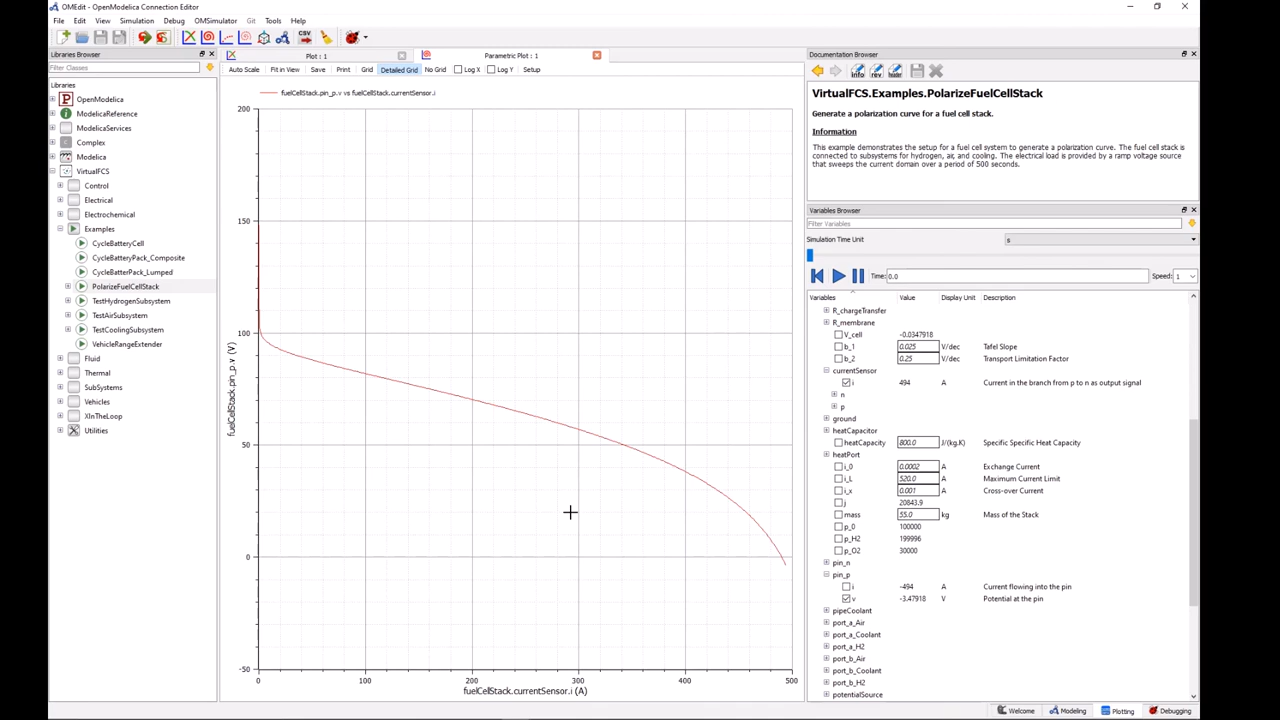 OMEdit - OpenModelica Connection Editor
File Edit View Simulation Debug OMSimulator Git Tools Help
CSV
Libraries Browser
Filter Classes
Libraries
P OpenModelica
i ModelicaReference
ModelicaServices
C Complex
Modelica
VirtualFCS
Control
Electrical
Electrochemical
Examples
CycleBatteryCell
CycleBatteryPack_Composite
CycleBatterPack_Lumped
PolarizeFuelCellStack
TestHydrogenSubsystem
TestAirSubsystem
TestCoolingSubsystem
VehicleRangeExtender
Fluid
Thermal
SubSystems
Vehicles
XInTheLoop
Utilities
Plot : 1
Parametric Plot : 1
Auto Scale Fit in View Save Print Grid Detailed Grid No Grid Log X Log Y Setup
fuelCellStack.pin_p.v vs fuelCellStack.currentSensor.i
200
150
100
50
0
-50
fuelCellStack.pin_p.v (V)
0 100 200 300 400 500
fuelCellStack.currentSensor.i (A)
Documentation Browser
info rev
VirtualFCS.Examples.PolarizeFuelCellStack
Generate a polarization curve for a fuel cell stack.
Information
This example demonstrates the setup for a fuel cell system to generate a polarization curve. The fuel cell stack is
connected to subsystems for hydrogen, air, and cooling. The electrical load is provided by a ramp voltage source
that sweeps the current domain over a period of 500 seconds.
Variables Browser
Filter Variables
Simulation Time Unit s
Time: 0.0 Speed: 1
Variables Value Display Unit Description
R_chargeTransfer
R_membrane
V_cell -0.0347918
b_1 0.025 V/dec Tafel Slope
b_2 0.25 V/dec Transport Limitation Factor
currentSensor
i 494 A Current in the branch from p to n as output signal
n
p
ground
heatCapacitor
heatCapacity 800.0 J/(kg.K) Specific Specific Heat Capacity
heatPort
i_0 0.0002 A Exchange Current
i_L 520.0 A Maximum Current Limit
i_x 0.001 A Cross-over Current
j 20843.9
mass 55.0 kg Mass of the Stack
p_0 100000
p_H2 199996
p_O2 30000
pin_n
pin_p
i -494 A Current flowing into the pin
v -3.47918 V Potential at the pin
pipeCoolant
port_a_Air
port_a_Coolant
port_a_H2
port_b_Air
port_b_Coolant
port_b_H2
potentialSource
Welcome Modeling Plotting Debugging